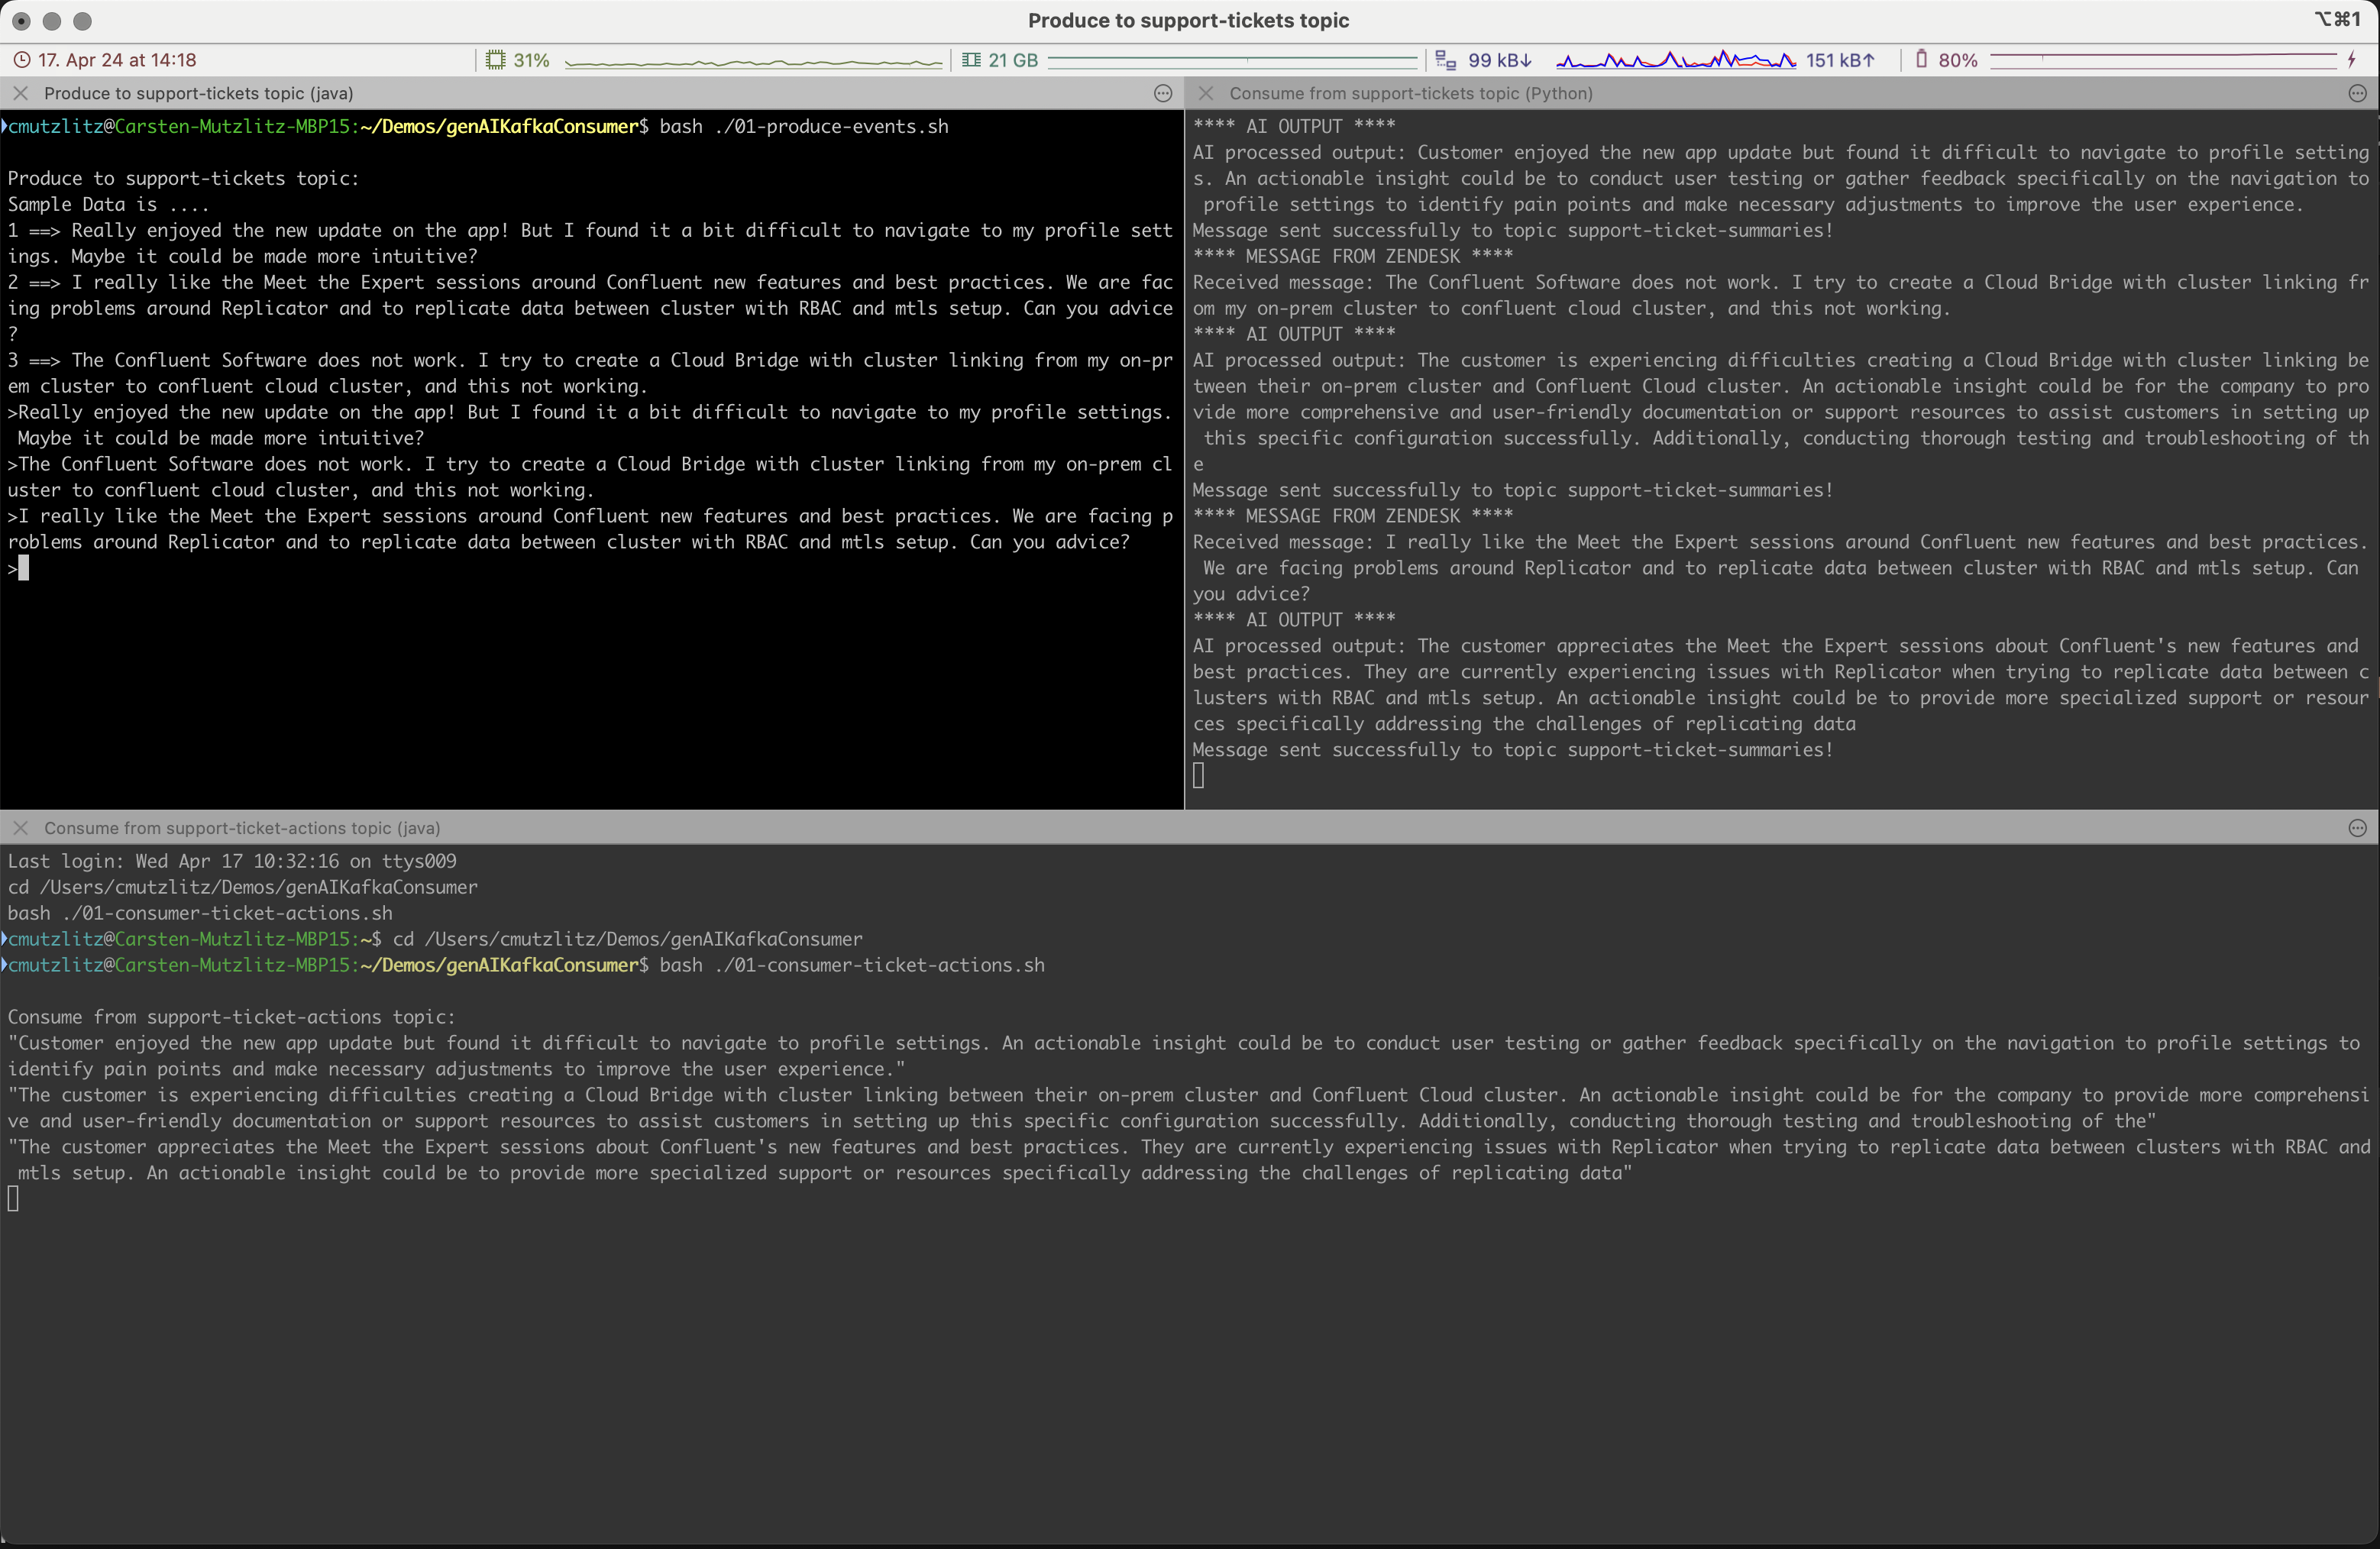 Produce to support-tickets topic
⌥⌘1
17. Apr 24 at 14:18
31%
21 GB
99 kB↓
151 kB↑
80%
Produce to support-tickets topic (java)
cmutzlitz@Carsten-Mutzlitz-MBP15:~/Demos/genAIKafkaConsumer$ bash ./01-produce-events.sh
Produce to support-tickets topic:
Sample Data is ....
1 ==> Really enjoyed the new update on the app! But I found it a bit difficult to navigate to my profile sett
ings. Maybe it could be made more intuitive?
2 ==> I really like the Meet the Expert sessions around Confluent new features and best practices. We are fac
ing problems around Replicator and to replicate data between cluster with RBAC and mtls setup. Can you advice
?
3 ==> The Confluent Software does not work. I try to create a Cloud Bridge with cluster linking from my on-pr
em cluster to confluent cloud cluster, and this not working.
>Really enjoyed the new update on the app! But I found it a bit difficult to navigate to my profile settings.
 Maybe it could be made more intuitive?
>The Confluent Software does not work. I try to create a Cloud Bridge with cluster linking from my on-prem cl
uster to confluent cloud cluster, and this not working.
>I really like the Meet the Expert sessions around Confluent new features and best practices. We are facing p
roblems around Replicator and to replicate data between cluster with RBAC and mtls setup. Can you advice?
>
Consume from support-tickets topic (Python)
**** AI OUTPUT ****
AI processed output: Customer enjoyed the new app update but found it difficult to navigate to profile setting
s. An actionable insight could be to conduct user testing or gather feedback specifically on the navigation to
 profile settings to identify pain points and make necessary adjustments to improve the user experience.
Message sent successfully to topic support-ticket-summaries!
**** MESSAGE FROM ZENDESK ****
Received message: The Confluent Software does not work. I try to create a Cloud Bridge with cluster linking fr
om my on-prem cluster to confluent cloud cluster, and this not working.
**** AI OUTPUT ****
AI processed output: The customer is experiencing difficulties creating a Cloud Bridge with cluster linking be
tween their on-prem cluster and Confluent Cloud cluster. An actionable insight could be for the company to pro
vide more comprehensive and user-friendly documentation or support resources to assist customers in setting up
 this specific configuration successfully. Additionally, conducting thorough testing and troubleshooting of th
e
Message sent successfully to topic support-ticket-summaries!
**** MESSAGE FROM ZENDESK ****
Received message: I really like the Meet the Expert sessions around Confluent new features and best practices.
 We are facing problems around Replicator and to replicate data between cluster with RBAC and mtls setup. Can
you advice?
**** AI OUTPUT ****
AI processed output: The customer appreciates the Meet the Expert sessions about Confluent's new features and
best practices. They are currently experiencing issues with Replicator when trying to replicate data between c
lusters with RBAC and mtls setup. An actionable insight could be to provide more specialized support or resour
ces specifically addressing the challenges of replicating data
Message sent successfully to topic support-ticket-summaries!
Consume from support-ticket-actions topic (java)
Last login: Wed Apr 17 10:32:16 on ttys009
cd /Users/cmutzlitz/Demos/genAIKafkaConsumer
bash ./01-consumer-ticket-actions.sh
cmutzlitz@Carsten-Mutzlitz-MBP15:~$ cd /Users/cmutzlitz/Demos/genAIKafkaConsumer
cmutzlitz@Carsten-Mutzlitz-MBP15:~/Demos/genAIKafkaConsumer$ bash ./01-consumer-ticket-actions.sh
Consume from support-ticket-actions topic:
"Customer enjoyed the new app update but found it difficult to navigate to profile settings. An actionable insight could be to conduct user testing or gather feedback specifically on the navigation to profile settings to
identify pain points and make necessary adjustments to improve the user experience."
"The customer is experiencing difficulties creating a Cloud Bridge with cluster linking between their on-prem cluster and Confluent Cloud cluster. An actionable insight could be for the company to provide more comprehensi
ve and user-friendly documentation or support resources to assist customers in setting up this specific configuration successfully. Additionally, conducting thorough testing and troubleshooting of the"
"The customer appreciates the Meet the Expert sessions about Confluent's new features and best practices. They are currently experiencing issues with Replicator when trying to replicate data between clusters with RBAC and
 mtls setup. An actionable insight could be to provide more specialized support or resources specifically addressing the challenges of replicating data"